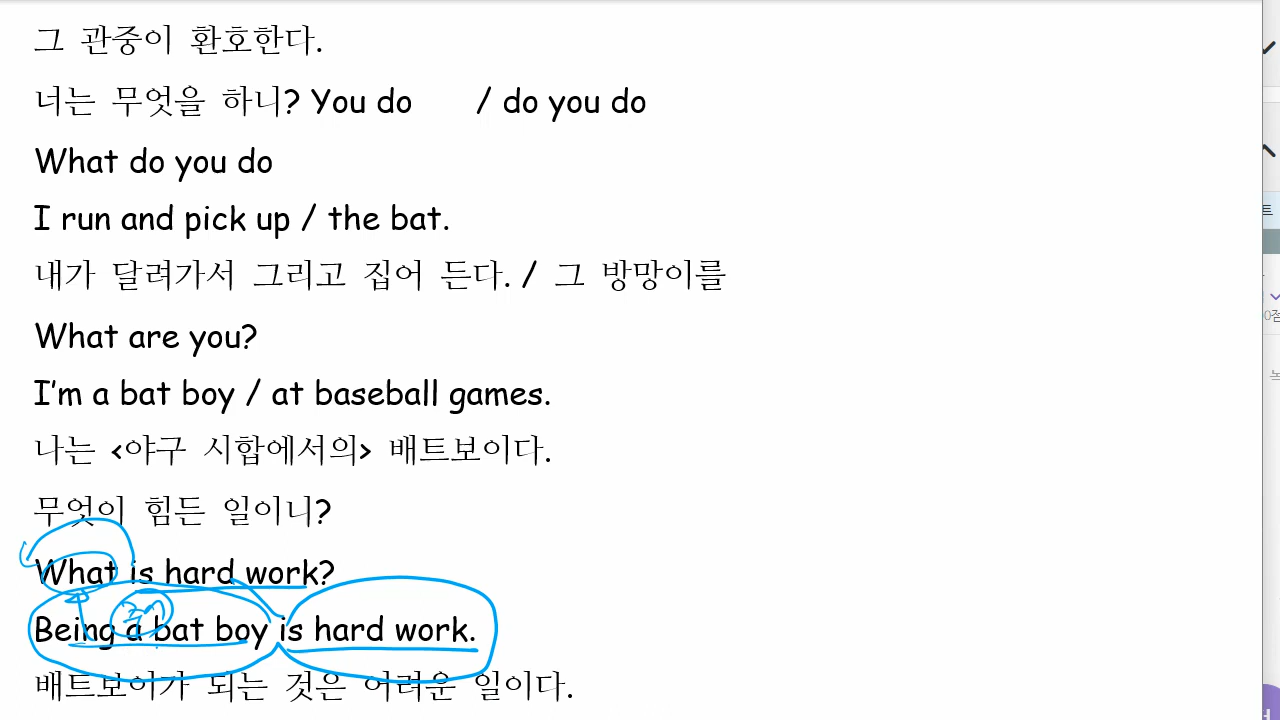 그 관중이 환호한다.
너는 무엇을 하니? You do / do you do
What do you do
I run and pick up / the bat.
내가 달려가서 그리고 집어 든다. / 그 방망이를
What are you?
I'm a bat boy / at baseball games.
나는 <야구 시합에서의> 배트보이다.
무엇이 힘든 일이니?
What is hard work?
Being a bat boy is hard work.
배트보이가 되는 것은 어려운 일이다.